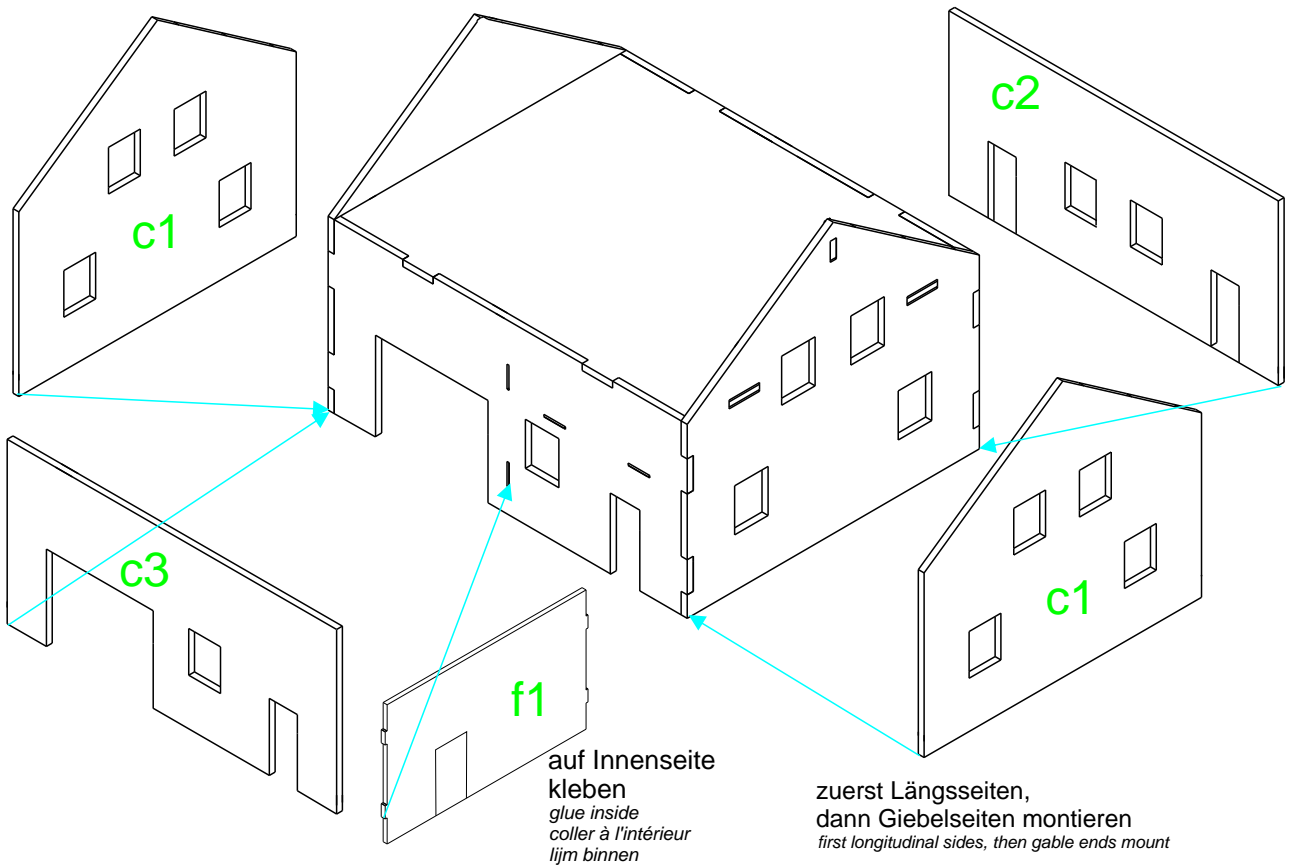 c1
c2
c3
f1
c1
auf Innenseite
kleben
glue inside
coller à l'intérieur
lijm binnen
zuerst Längsseiten,
dann Giebelseiten montieren
first longitudinal sides, then gable ends mount